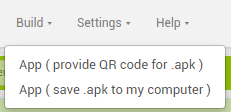 Build Settings Help
App ( provide QR code for .apk )
App ( save .apk to my computer )